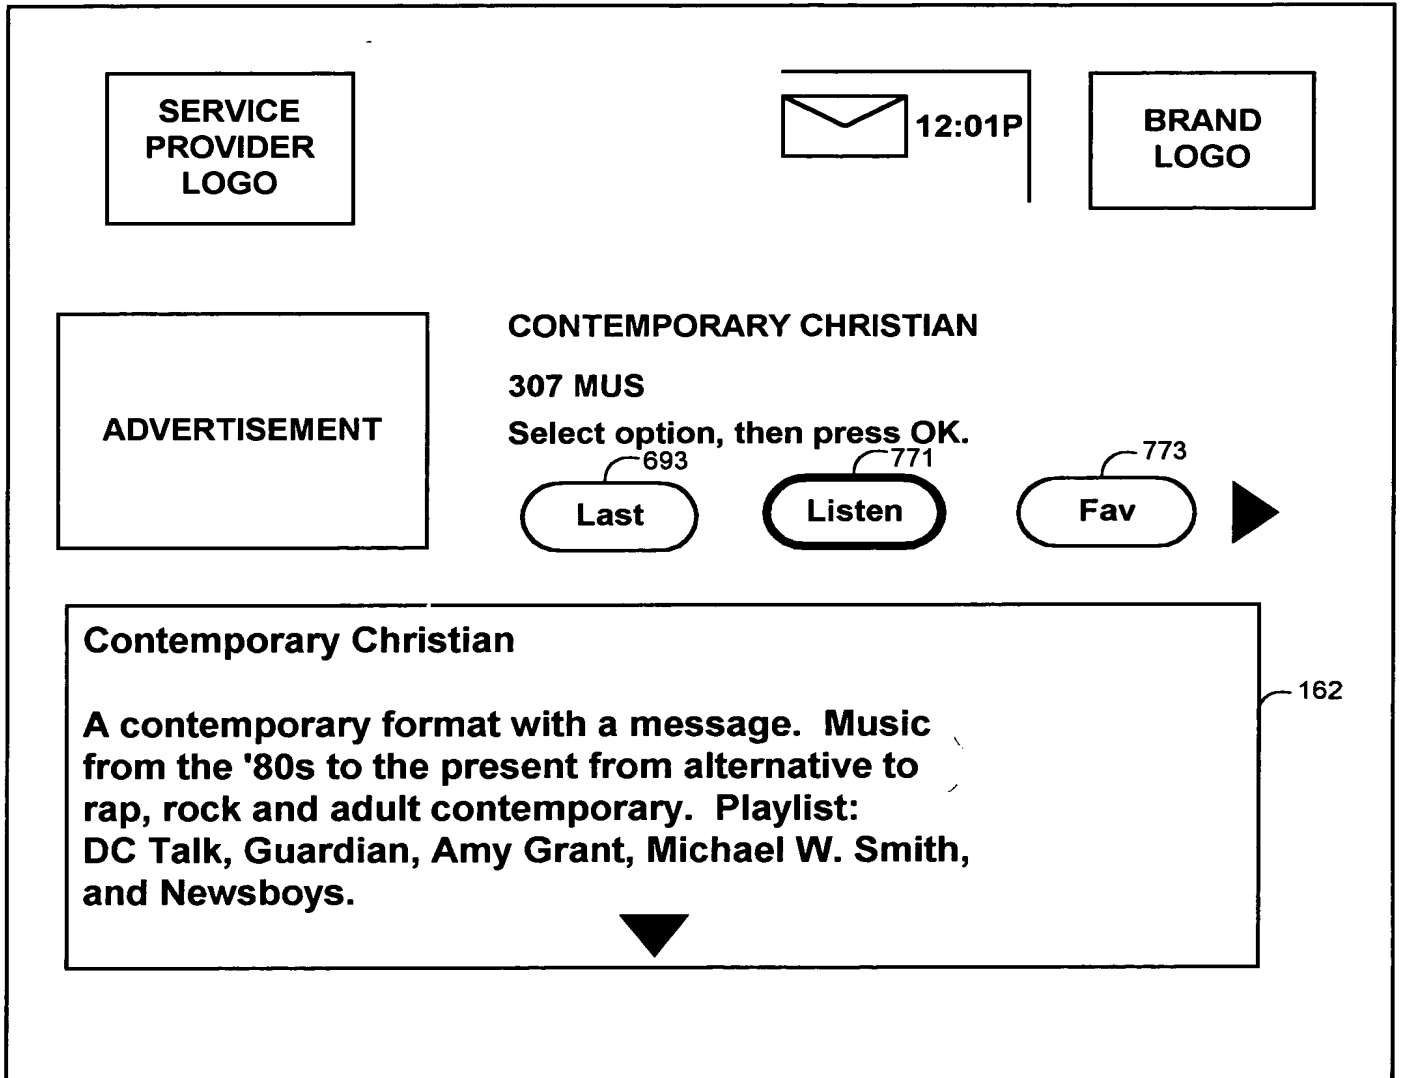 SERVICE
PROVIDER
LOGO
12:01P
BRAND
LOGO
ADVERTISEMENT
CONTEMPORARY CHRISTIAN
307 MUS
Select option, then press OK.
693
771
773
Last
Listen
Fav
Contemporary Christian
A contemporary format with a message. Music
from the '80s to the present from alternative to
rap, rock and adult contemporary. Playlist:
DC Talk, Guardian, Amy Grant, Michael W. Smith,
and Newsboys.
162